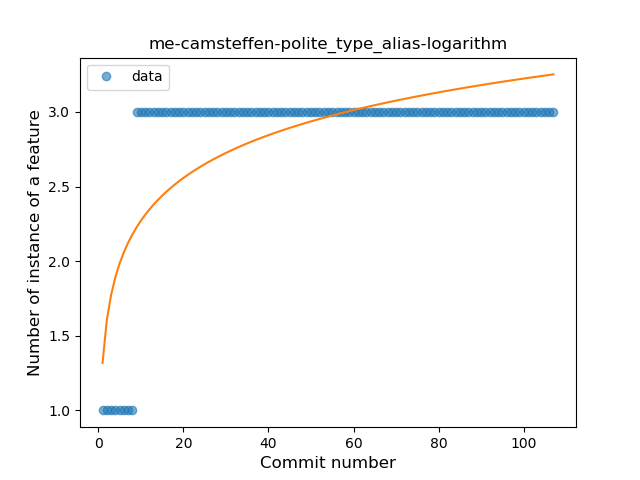 me-camsteffen-polite_type_alias-logarithm
data
Number of instance of a feature
3.0
2.5
2.0
1.5
1.0
0 20 40 60 80 100
Commit number